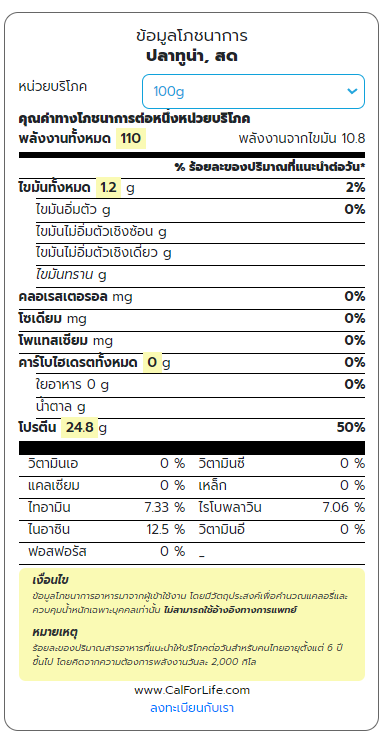 ข้อมูลโภชนาการ
ปลาทูน่า, สด
หน่วยบริโภค 100g
คุณค่าทางโภชนาการต่อหนึ่งหน่วยบริโภค
พลังงานทั้งหมด 110 พลังงานจากไขมัน 10.8
% ร้อยละของปริมาณที่แนะนำต่อวัน*
ไขมันทั้งหมด 1.2 g 2%
ไขมันอิ่มตัว g 0%
ไขมันไม่อิ่มตัวเชิงซ้อน g
ไขมันไม่อิ่มตัวเชิงเดี่ยว g
ไขมันทราน g
คลอเรสเตอรอล mg 0%
โซเดียม mg 0%
โพแทสเซียม mg 0%
คาร์โบไฮเดรตทั้งหมด 0 g 0%
ใยอาหาร 0 g 0%
น้ำตาล g
โปรตีน 24.8 g 50%
วิตามินเอ 0 % วิตามินซี 0 %
แคลเซียม 0 % เหล็ก 0 %
ไทอามิน 7.33 % ไรโบพลาวิน 7.06 %
ไนอาซิน 12.5 % วิตามินอี 0 %
ฟอสฟอรัส 0 % _
เงื่อนไข
ข้อมูลโภชนาการอาหารมาจากผู้เข้าใช้งาน โดยมีวัตถุประสงค์เพื่อคำนวณแคลอรี่และ
ควบคุมน้ำหนักเฉพาะบุคคลเท่านั้น ไม่สามารถใช้อ้างอิงทางการแพทย์
หมายเหตุ
ร้อยละของปริมาณสารอาหารที่แนะนำให้บริโภคต่อวันสำหรับคนไทยอายุตั้งแต่ 6 ปี
ขึ้นไป โดยคิดจากความต้องการพลังงานวันละ 2,000 กิโล
www.CalForLife.com
ลงทะเบียนกับเรา